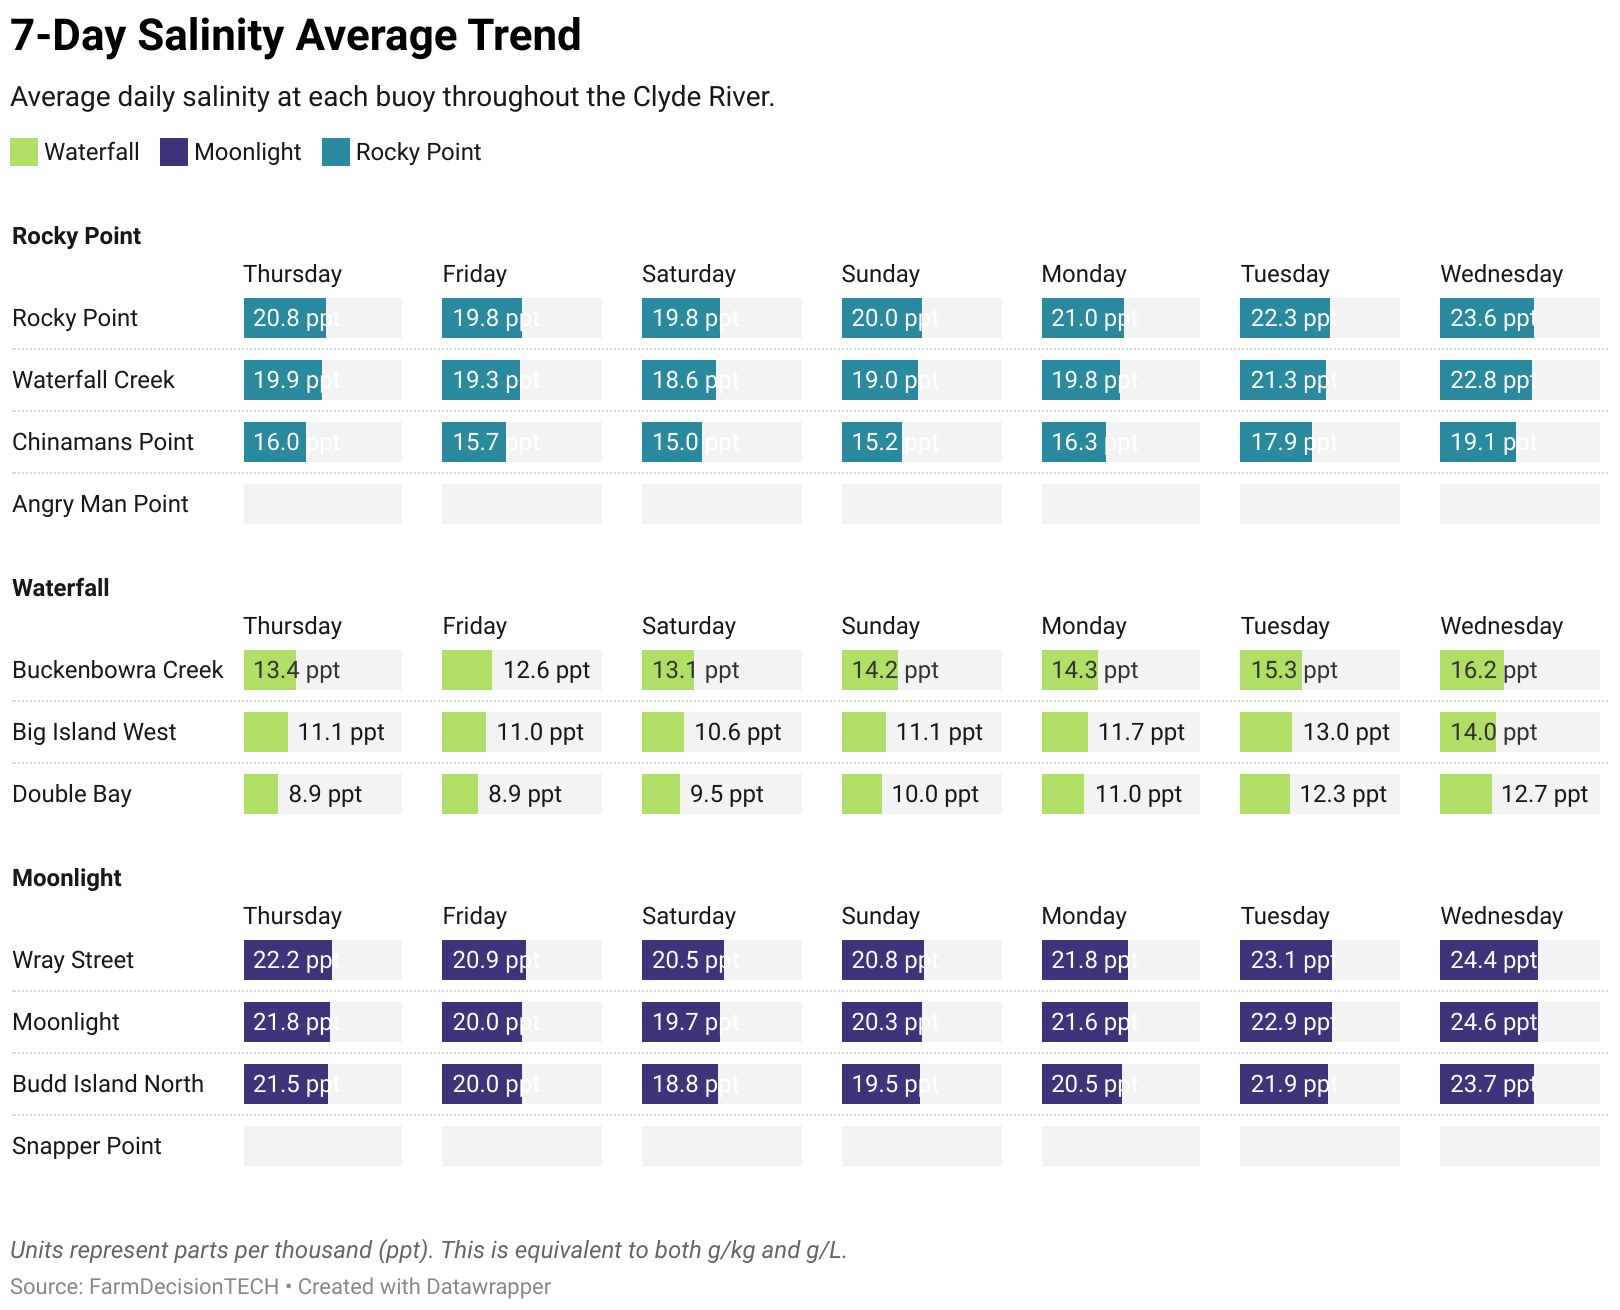 7-Day Salinity Average Trend
Average daily salinity at each buoy throughout the Clyde River.
Waterfall Moonlight Rocky Point
Rocky Point
Thursday Friday Saturday Sunday Monday Tuesday Wednesday
Rocky Point 20.8 ppt 19.8 ppt 19.8 ppt 20.0 ppt 21.0 ppt 22.3 ppt 23.6 ppt
Waterfall Creek 19.9 ppt 19.3 ppt 18.6 ppt 19.0 ppt 19.8 ppt 21.3 ppt 22.8 ppt
Chinamans Point 16.0 ppt 15.7 ppt 15.0 ppt 15.2 ppt 16.3 ppt 17.9 ppt 19.1 ppt
Angry Man Point
Waterfall
Thursday Friday Saturday Sunday Monday Tuesday Wednesday
Buckenbowra Creek 13.4 ppt 12.6 ppt 13.1 ppt 14.2 ppt 14.3 ppt 15.3 ppt 16.2 ppt
Big Island West 11.1 ppt 11.0 ppt 10.6 ppt 11.1 ppt 11.7 ppt 13.0 ppt 14.0 ppt
Double Bay 8.9 ppt 8.9 ppt 9.5 ppt 10.0 ppt 11.0 ppt 12.3 ppt 12.7 ppt
Moonlight
Thursday Friday Saturday Sunday Monday Tuesday Wednesday
Wray Street 22.2 ppt 20.9 ppt 20.5 ppt 20.8 ppt 21.8 ppt 23.1 ppt 24.4 ppt
Moonlight 21.8 ppt 20.0 ppt 19.7 ppt 20.3 ppt 21.6 ppt 22.9 ppt 24.6 ppt
Budd Island North 21.5 ppt 20.0 ppt 18.8 ppt 19.5 ppt 20.5 ppt 21.9 ppt 23.7 ppt
Snapper Point
Units represent parts per thousand (ppt). This is equivalent to both g/kg and g/L.
Source: FarmDecisionTECH • Created with Datawrapper